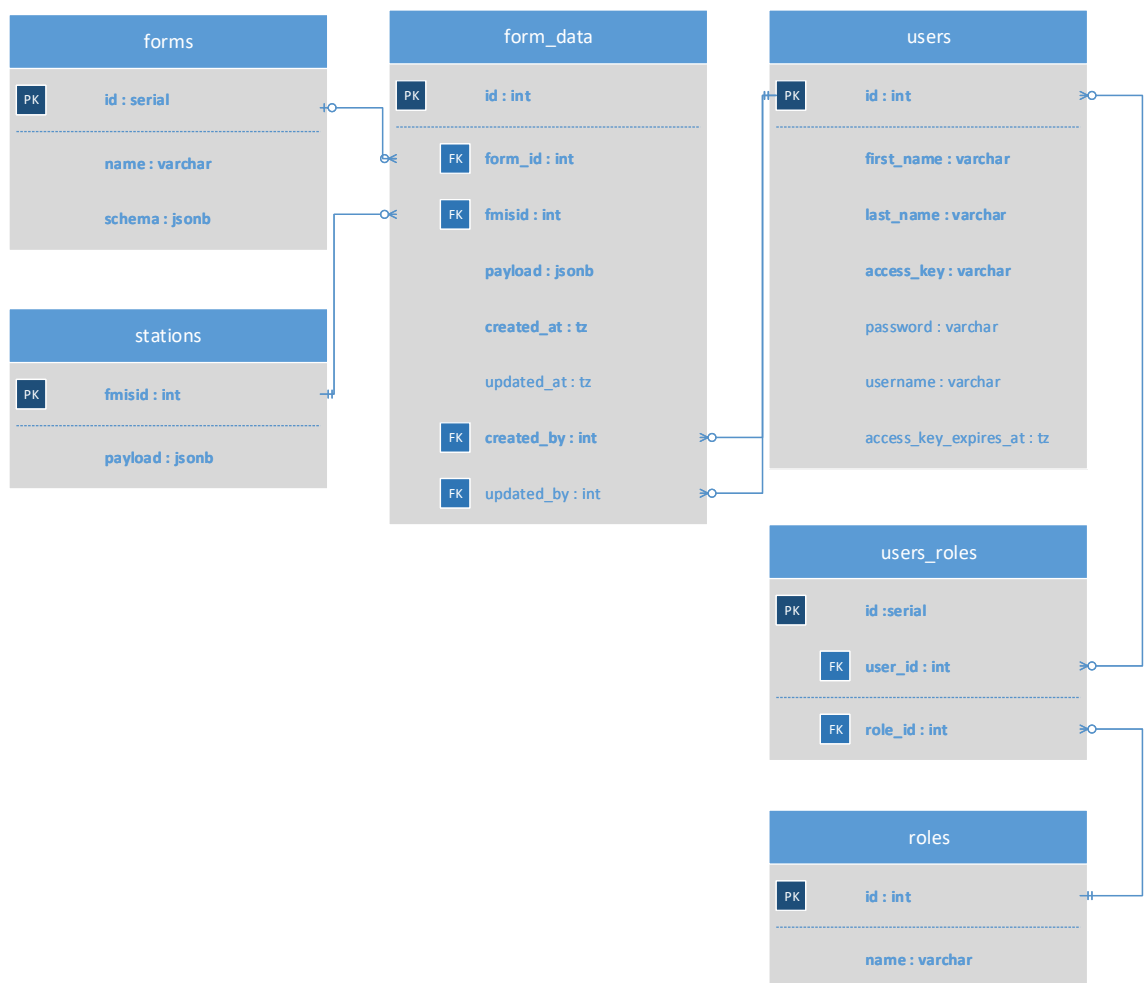 forms
PK
id : serial
name : varchar
schema : jsonb
stations
PK
fmisid : int
payload : jsonb
form_data
PK
id : int
FK
form_id : int
FK
fmisid : int
payload : jsonb
created_at : tz
updated_at : tz
FK
created_by : int
FK
updated_by : int
users
PK
id : int
first_name : varchar
last_name : varchar
access_key : varchar
password : varchar
username : varchar
access_key_expires_at : tz
users_roles
PK
id :serial
FK
user_id : int
FK
role_id : int
roles
PK
id : int
name : varchar